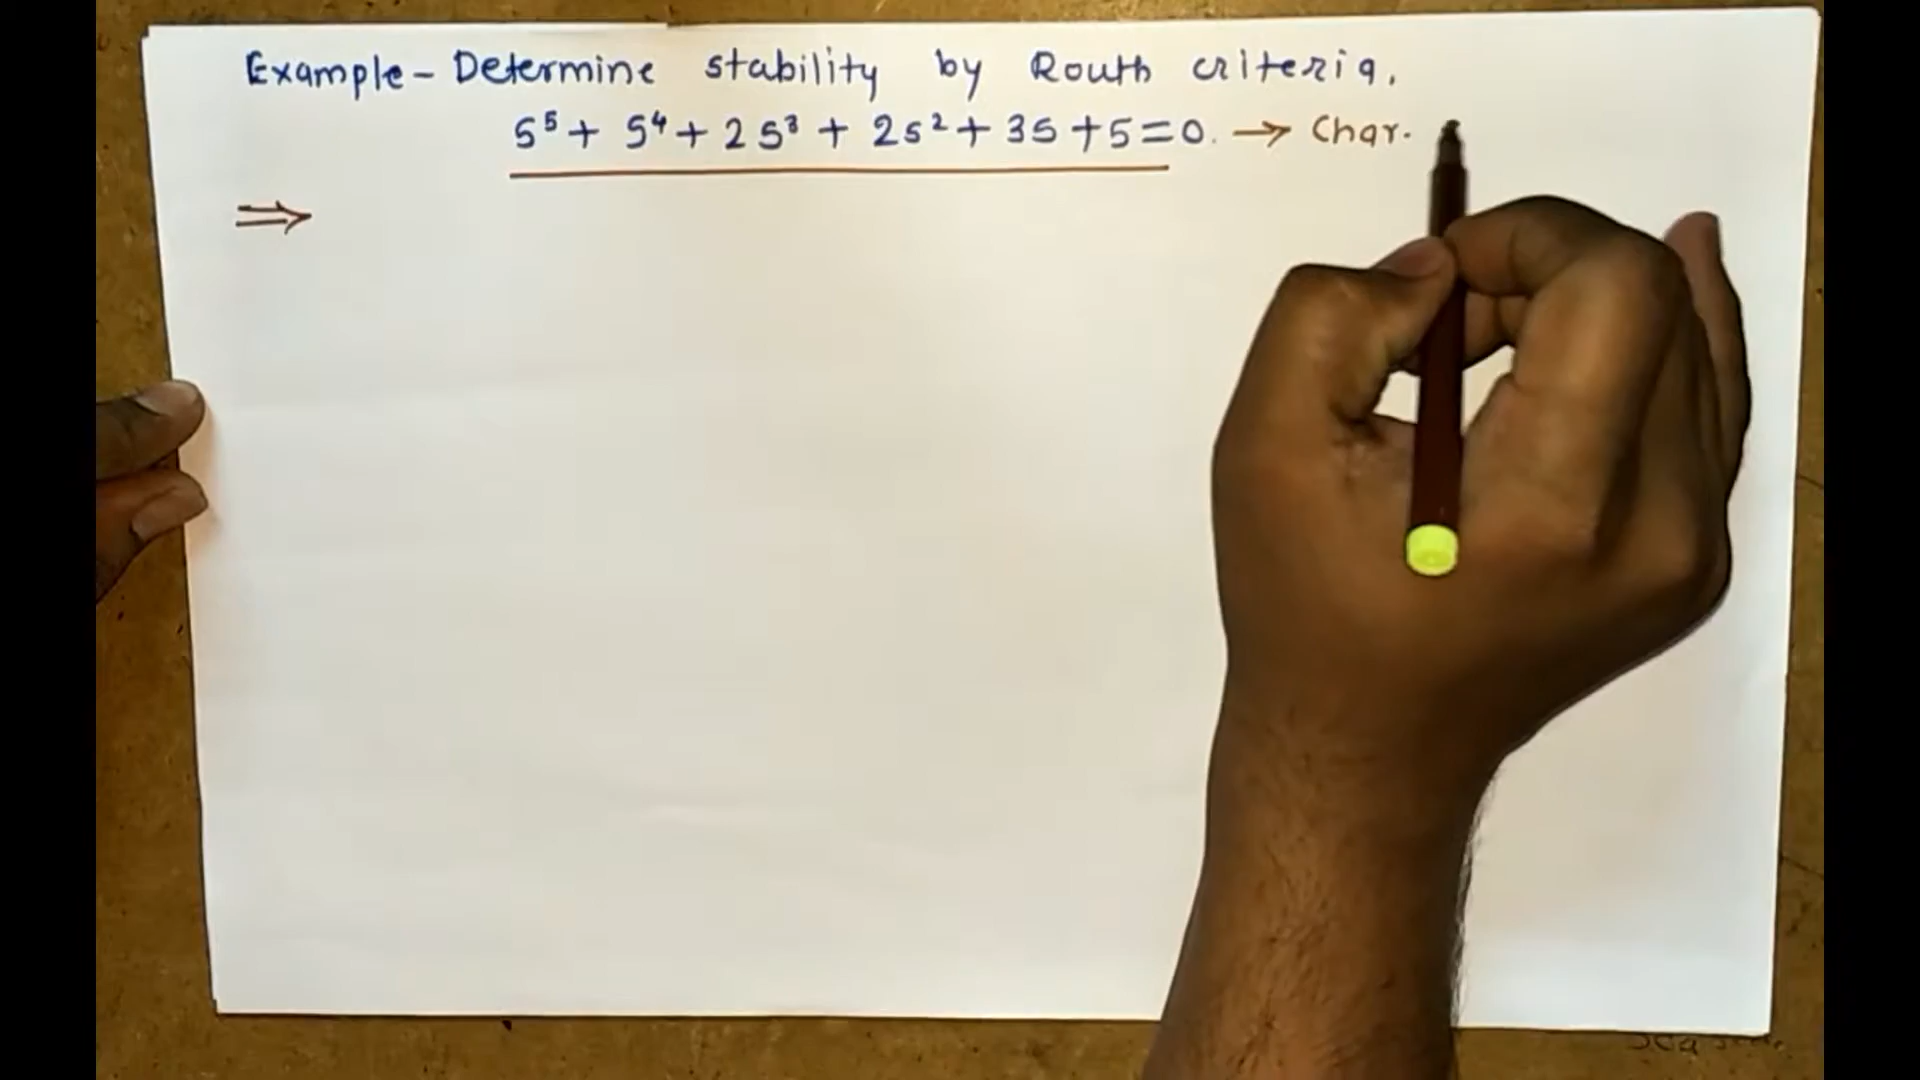 Example - Determine stability by Routh criteria.
s⁵ + s⁴ + 2s³ + 2s² + 3s + 5 = 0. → Char.
⇒